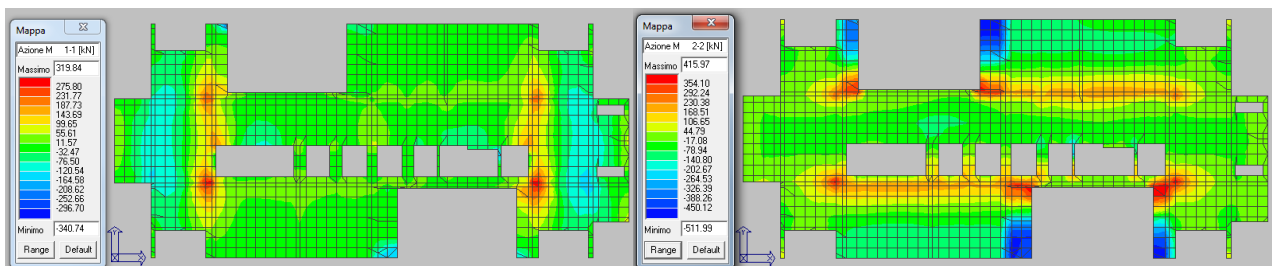 Mappa
Azione M 1-1 [kN]
Massimo 319.84
275.80
231.77
187.73
143.69
99.65
55.61
11.57
-32.47
-76.50
-120.54
-164.58
-208.62
-252.66
-296.70
Minimo -340.74
Range Default
Mappa
Azione M 2-2 [kN]
Massimo 415.97
354.10
292.24
230.38
168.51
106.65
44.79
-17.08
-78.94
-140.80
-202.67
-264.53
-326.39
-388.26
-450.12
Minimo -511.99
Range Default